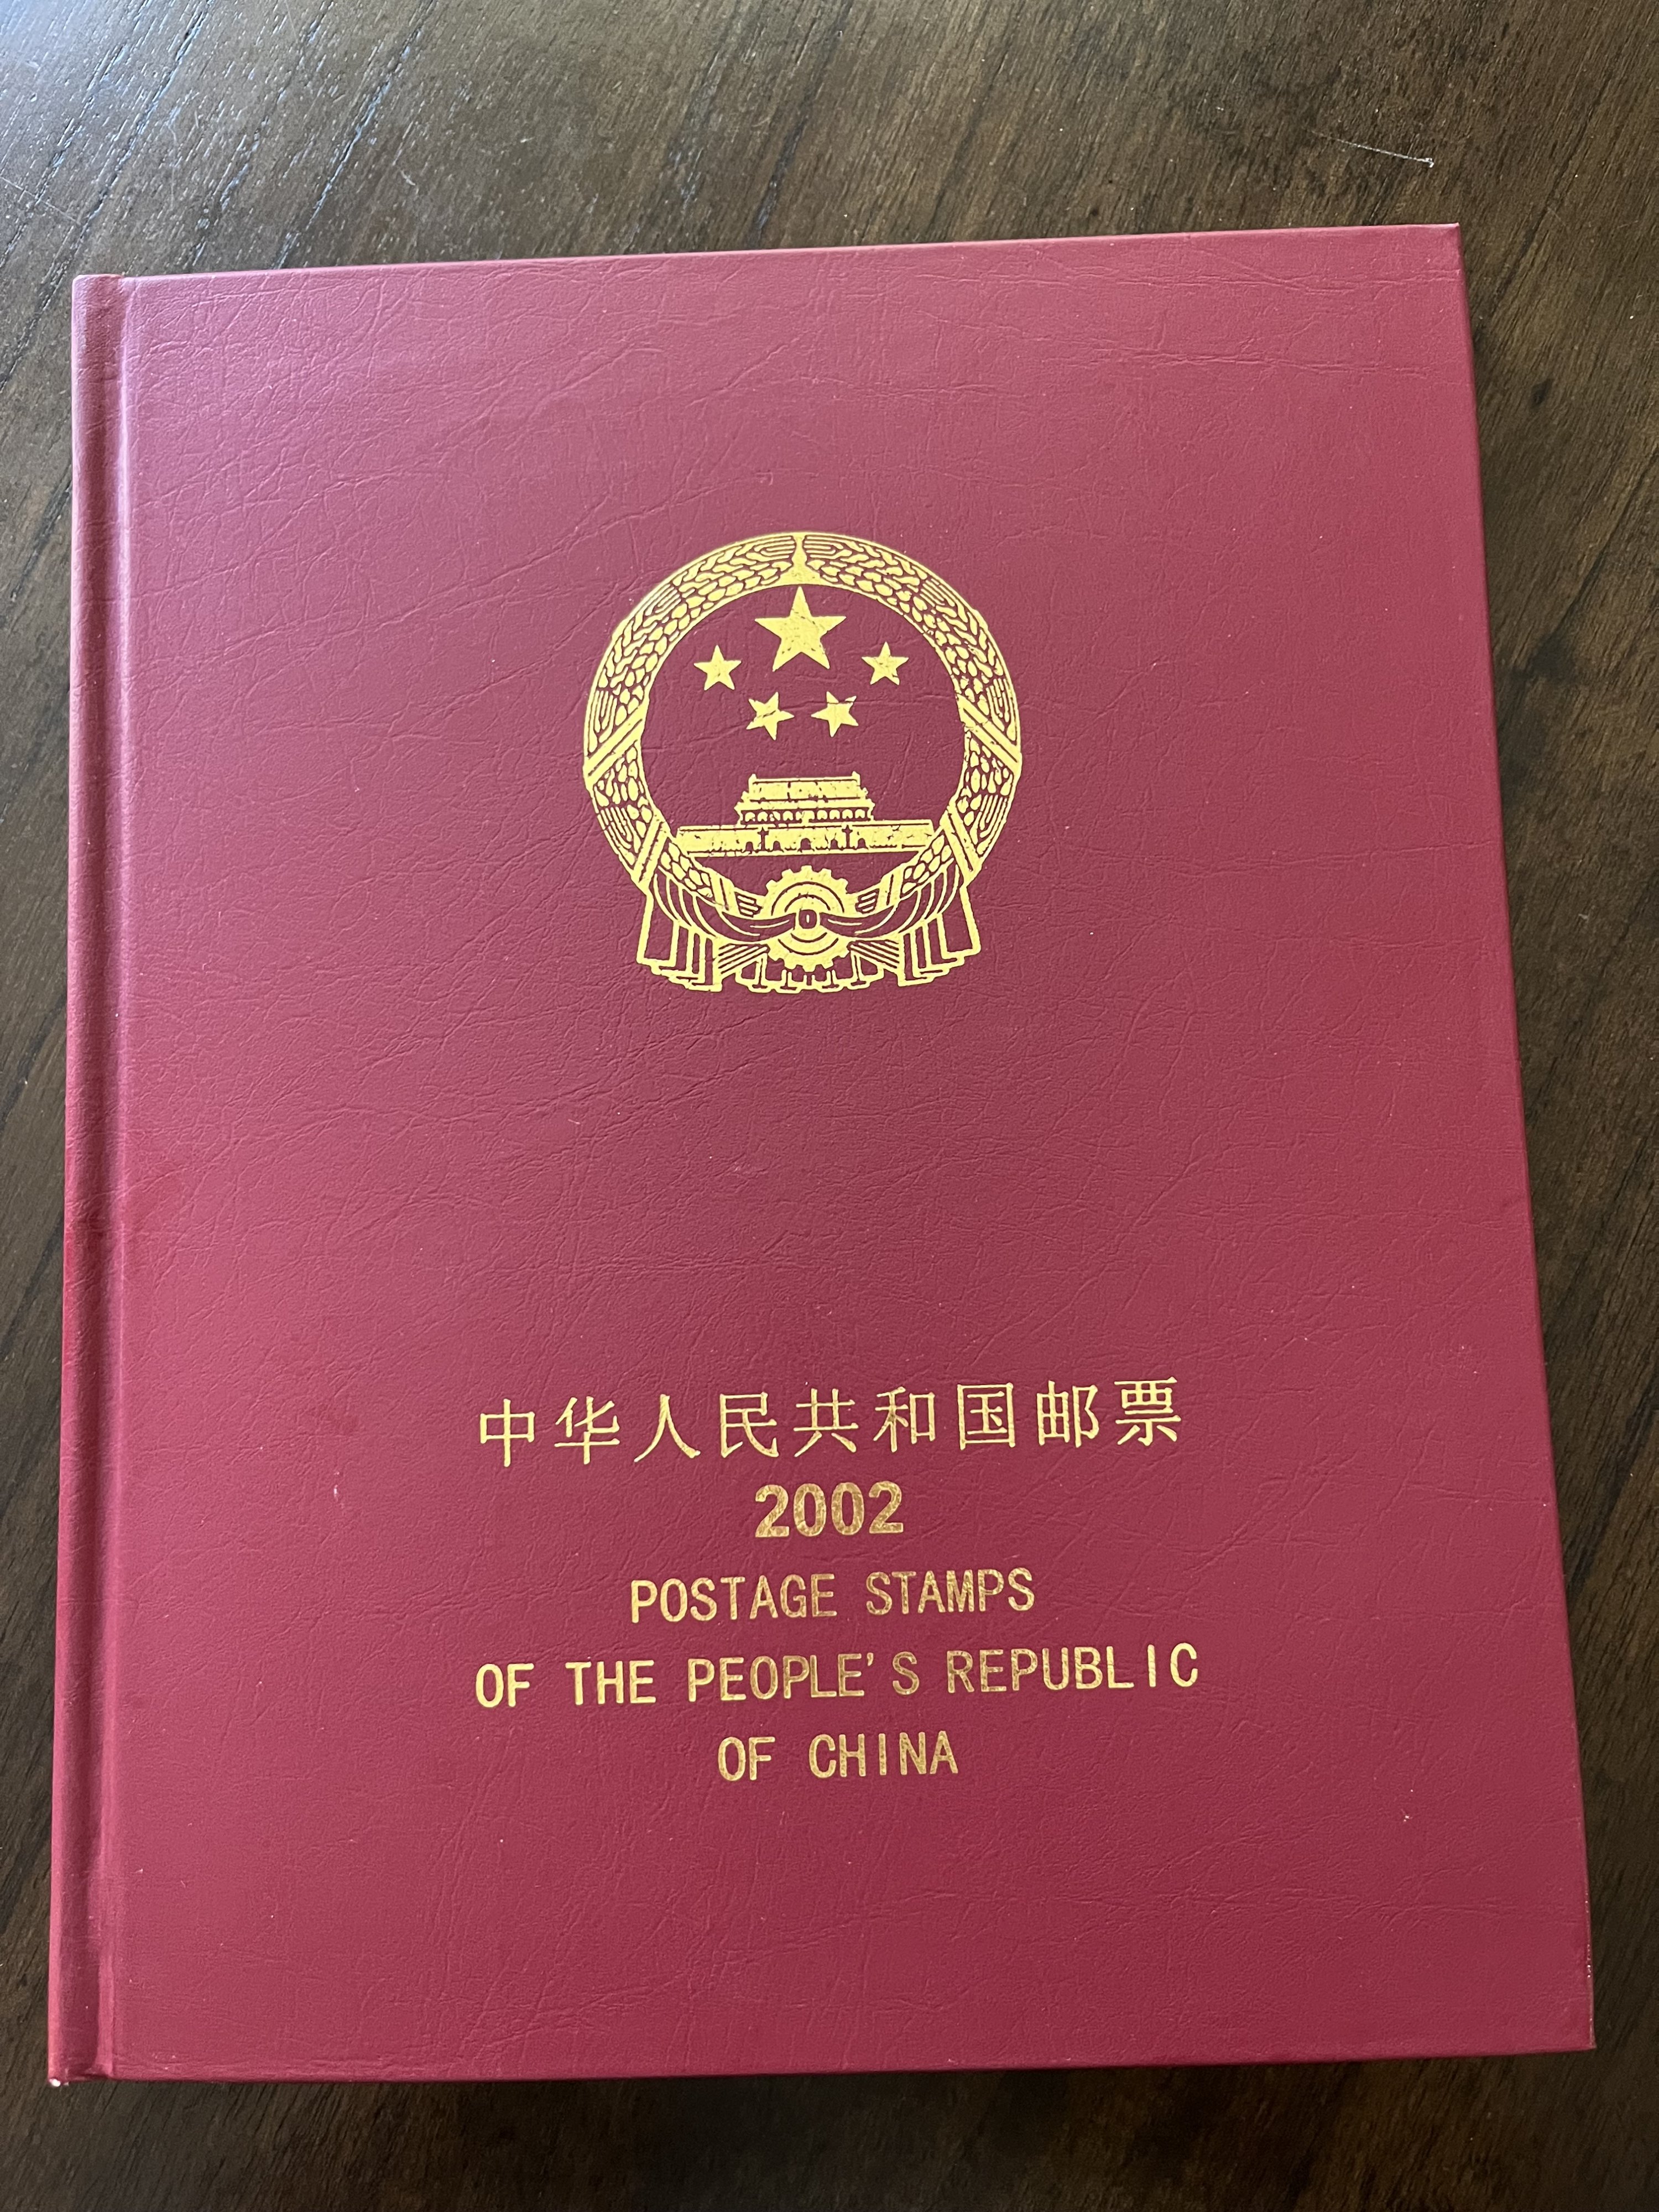 中华人民共和国邮票
2002
POSTAGE STAMPS
OF THE PEOPLE'S REPUBLIC
OF CHINA